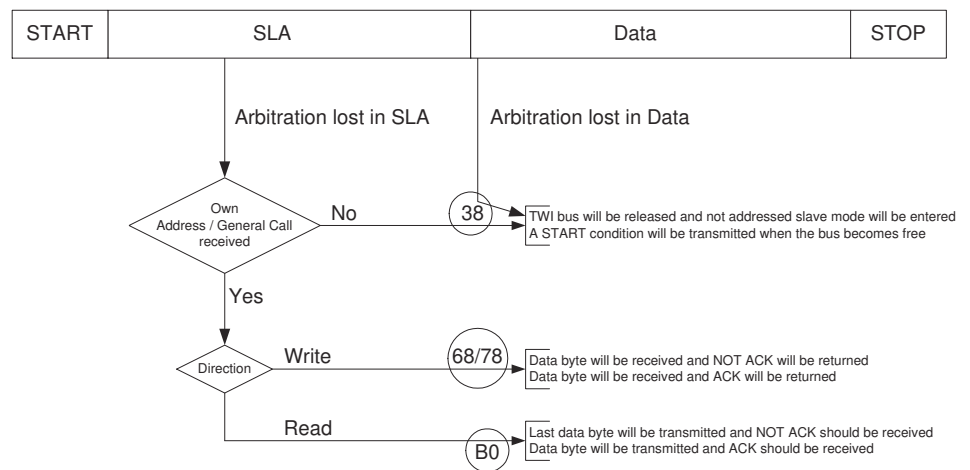 START SLA Data STOP
Arbitration lost in SLA Arbitration lost in Data
Own
Address / General Call
received
No
38
TWI bus will be released and not addressed slave mode will be entered
A START condition will be transmitted when the bus becomes free
Yes
Direction
Write
68/78
Data byte will be received and NOT ACK will be returned
Data byte will be received and ACK will be returned
Read
B0
Last data byte will be transmitted and NOT ACK should be received
Data byte will be transmitted and ACK should be received